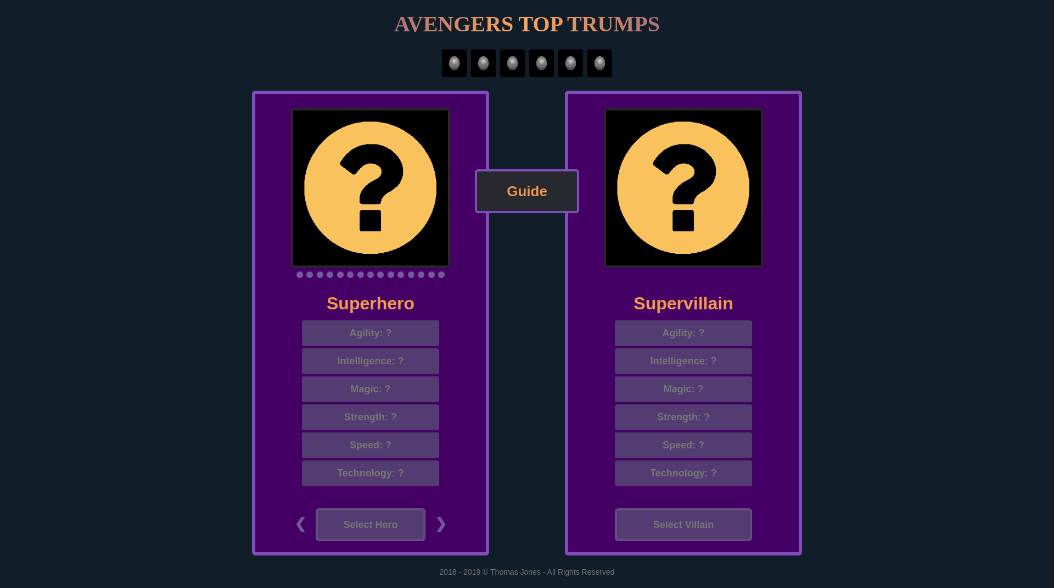 AVENGERS TOP TRUMPS
Guide
Superhero
Agility: ?
Intelligence: ?
Magic: ?
Strength: ?
Speed: ?
Technology: ?
❮ Select Hero ❯
Supervillain
Agility: ?
Intelligence: ?
Magic: ?
Strength: ?
Speed: ?
Technology: ?
Select Villain
2018 - 2019 © Thomas Jones - All Rights Reserved